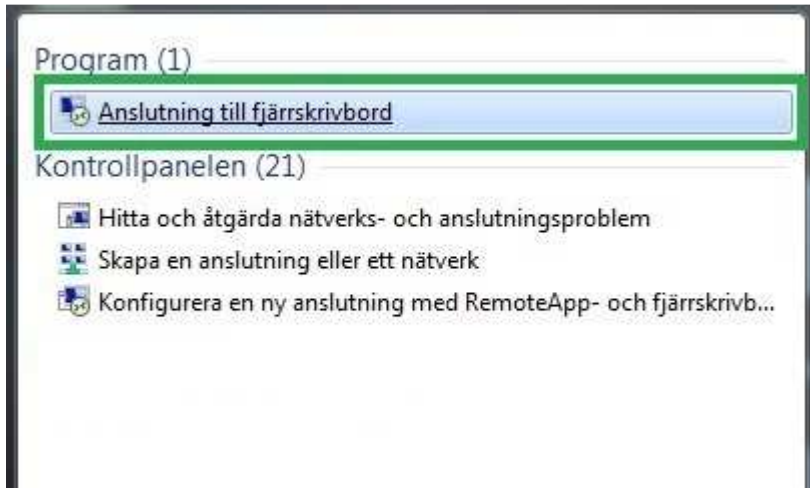 Program (1)
Anslutning till fjärrskrivbord
Kontrollpanelen (21)
Hitta och åtgärda nätverks- och anslutningsproblem
Skapa en anslutning eller ett nätverk
Konfigurera en ny anslutning med RemoteApp- och fjärrskrivb...